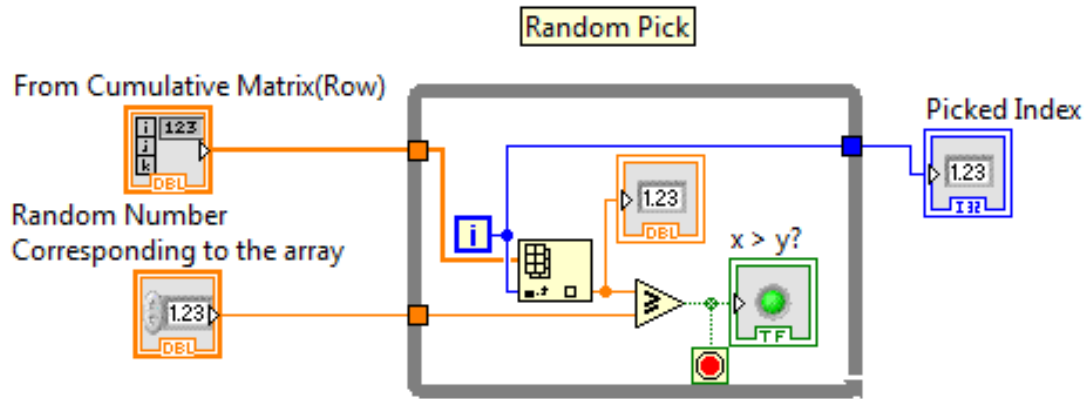 Random Pick
From Cumulative Matrix(Row)
i 123
j
k
DBL
Picked Index
1.23
I32
Random Number
Corresponding to the array
1.23
DBL
i
1.23
DBL
x > y?
TF